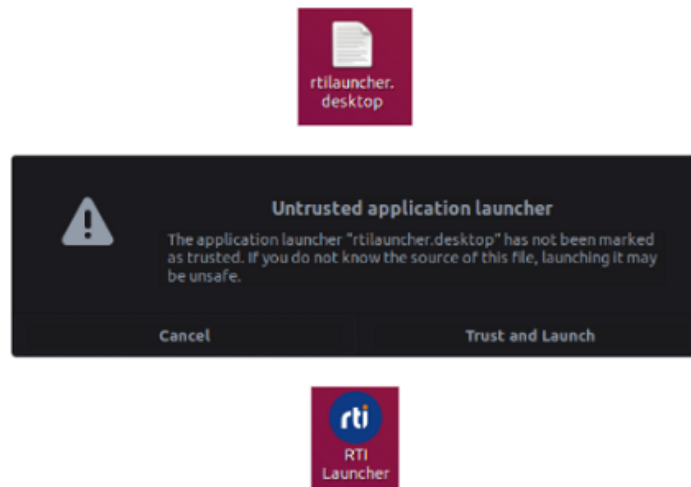 rtilauncher.
desktop
Untrusted application launcher
The application launcher "rtilauncher.desktop" has not been marked
as trusted. If you do not know the source of this file, launching it may
be unsafe.
Cancel
Trust and Launch
rti
RTI
Launcher